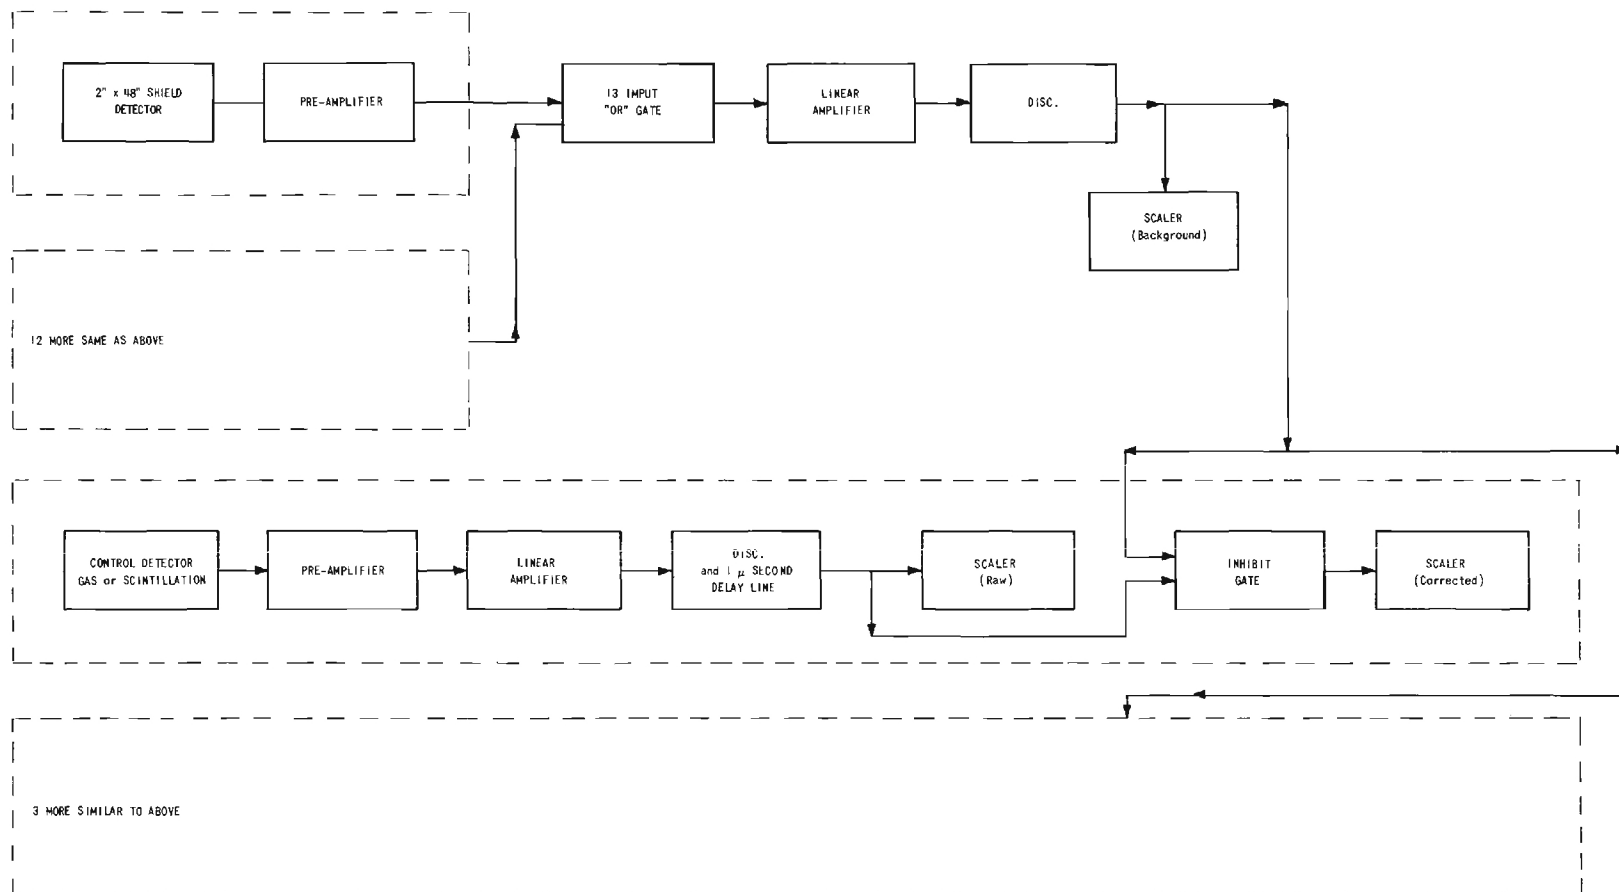 2" x 48" SHIELD
DETECTOR
PRE-AMPLIFIER
13 IMPUT
"OR" GATE
LINEAR
AMPLIFIER
DISC.
SCALER
(Background)
12 MORE SAME AS ABOVE
CONTROL DETECTOR
GAS or SCINTILLATION
PRE-AMPLIFIER
LINEAR
AMPLIFIER
DISC.
and 1 μ SECOND
DELAY LINE
SCALER
(Raw)
INHIBIT
GATE
SCALER
(Corrected)
3 MORE SIMILAR TO ABOVE